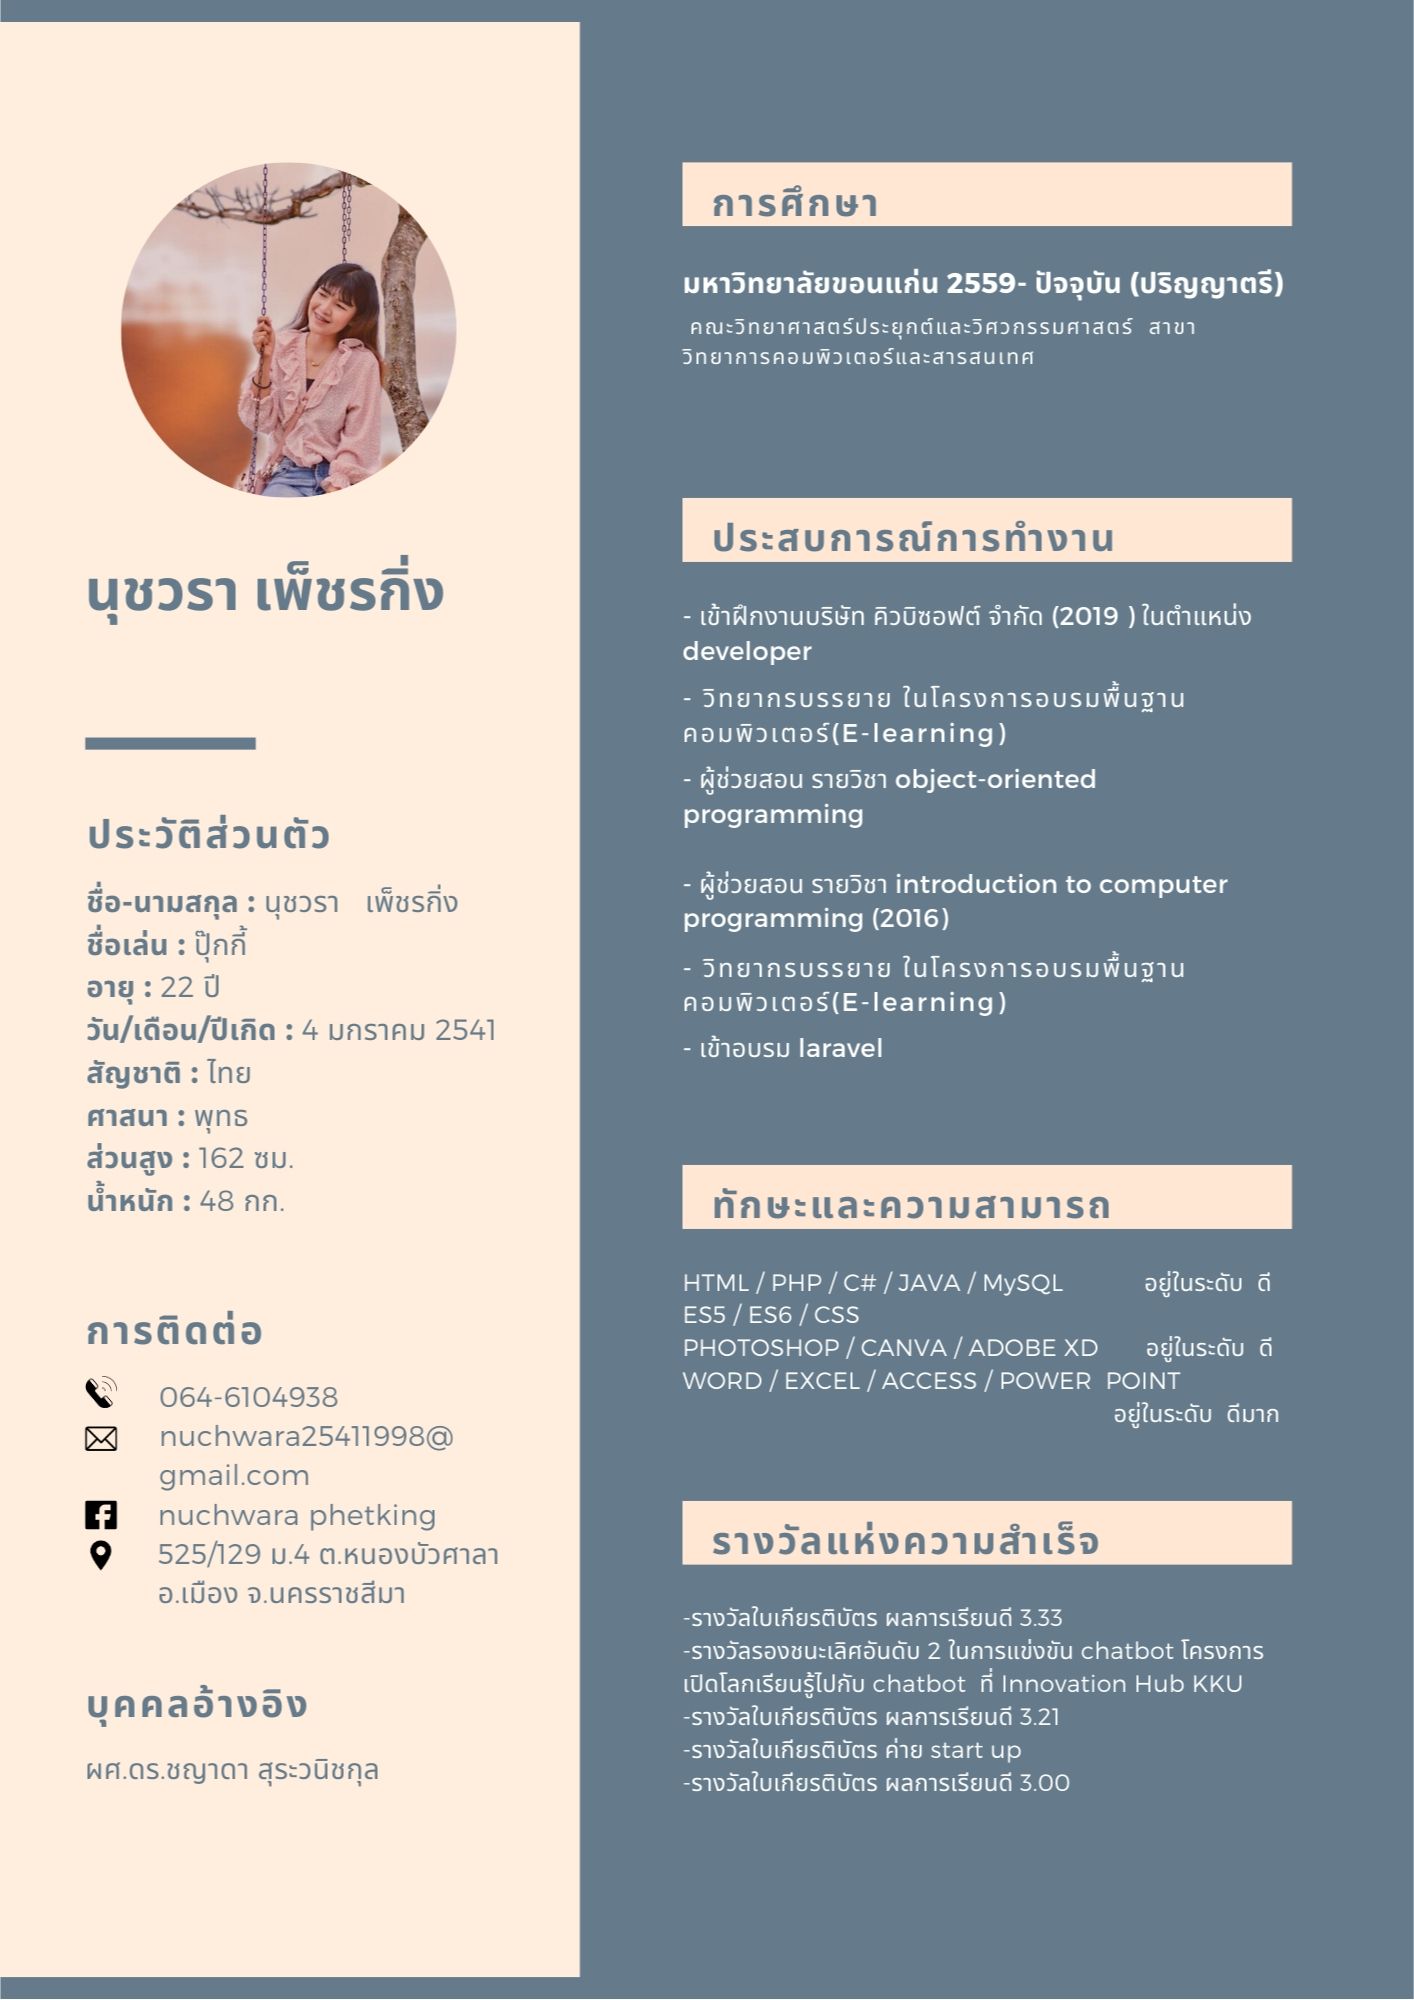 นุชวรา เพ็ชรกิ่ง
ประวัติส่วนตัว
ชื่อ-นามสกุล : นุชวรา เพ็ชรกิ่ง
ชื่อเล่น : ปุ๊กกี้
อายุ : 22 ปี
วัน/เดือน/ปีเกิด : 4 มกราคม 2541
สัญชาติ : ไทย
ศาสนา : พุทธ
ส่วนสูง : 162 ซม.
น้ำหนัก : 48 กก.
การติดต่อ
064-6104938
nuchwara25411998@
gmail.com
nuchwara phetking
525/129 ม.4 ต.หนองบัวศาลา
อ.เมือง จ.นครราชสีมา
บุคคลอ้างอิง
ผศ.ดร.ชญาดา สุระวนิชกุล
การศึกษา
มหาวิทยาลัยขอนแก่น 2559- ปัจจุบัน (ปริญญาตรี)
คณะวิทยาศาสตร์ประยุกต์และวิศวกรรมศาสตร์ สาขา
วิทยาการคอมพิวเตอร์และสารสนเทศ
ประสบการณ์การทำงาน
- เข้าฝึกงานบริษัท คิวบิซอฟต์ จำกัด (2019 ) ในตำแหน่ง
developer
- วิทยากรบรรยาย ในโครงการอบรมพื้นฐาน
คอมพิวเตอร์(E-learning)
- ผู้ช่วยสอน รายวิชา object-oriented
programming
- ผู้ช่วยสอน รายวิชา introduction to computer
programming (2016)
- วิทยากรบรรยาย ในโครงการอบรมพื้นฐาน
คอมพิวเตอร์(E-learning)
- เข้าอบรม laravel
ทักษะและความสามารถ
HTML / PHP / C# / JAVA / MySQL อยู่ในระดับ ดี
ES5 / ES6 / CSS
PHOTOSHOP / CANVA / ADOBE XD อยู่ในระดับ ดี
WORD / EXCEL / ACCESS / POWER POINT
อยู่ในระดับ ดีมาก
รางวัลแห่งความสำเร็จ
-รางวัลใบเกียรติบัตร ผลการเรียนดี 3.33
-รางวัลรองชนะเลิศอันดับ 2 ในการแข่งขัน chatbot โครงการ
เปิดโลกเรียนรู้ไปกับ chatbot ที่ Innovation Hub KKU
-รางวัลใบเกียรติบัตร ผลการเรียนดี 3.21
-รางวัลใบเกียรติบัตร ค่าย start up
-รางวัลใบเกียรติบัตร ผลการเรียนดี 3.00